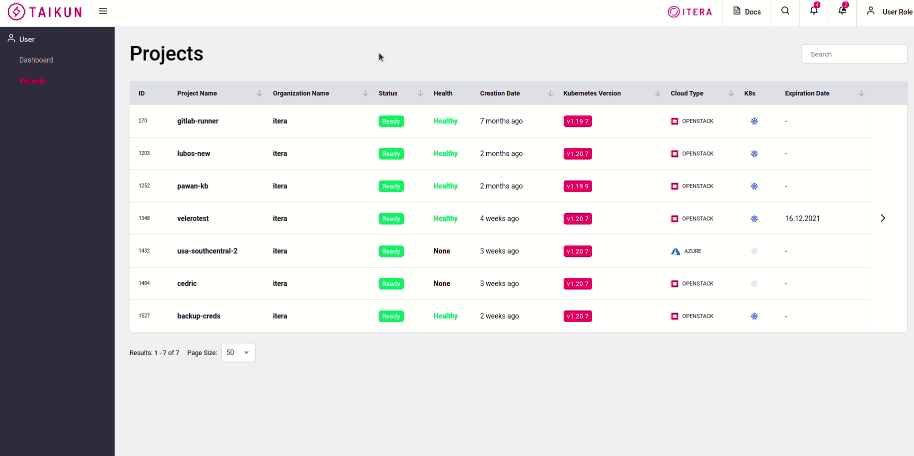 TAIKUN
ITERA Docs 4 2 User Role
User
Dashboard
Projects
Projects
Search
ID Project Name Organization Name Status Health Creation Date Kubernetes Version Cloud Type K8s Expiration Date
270 gitlab-runner itera Ready Healthy 7 months ago v1.19.7 OPENSTACK -
1203 lubos-new itera Ready Healthy 2 months ago v1.20.7 OPENSTACK -
1252 pawan-kb itera Ready Healthy 2 months ago v1.19.9 OPENSTACK -
1348 velerotest itera Ready Healthy 4 weeks ago v1.20.7 OPENSTACK 16.12.2021
1432 usa-southcentral-2 itera Ready None 3 weeks ago v1.20.7 AZURE -
1484 cedric itera Ready None 3 weeks ago v1.20.7 OPENSTACK -
1527 backup-creds itera Ready Healthy 2 weeks ago v1.20.7 OPENSTACK -
Results: 1 - 7 of 7 Page Size: 50